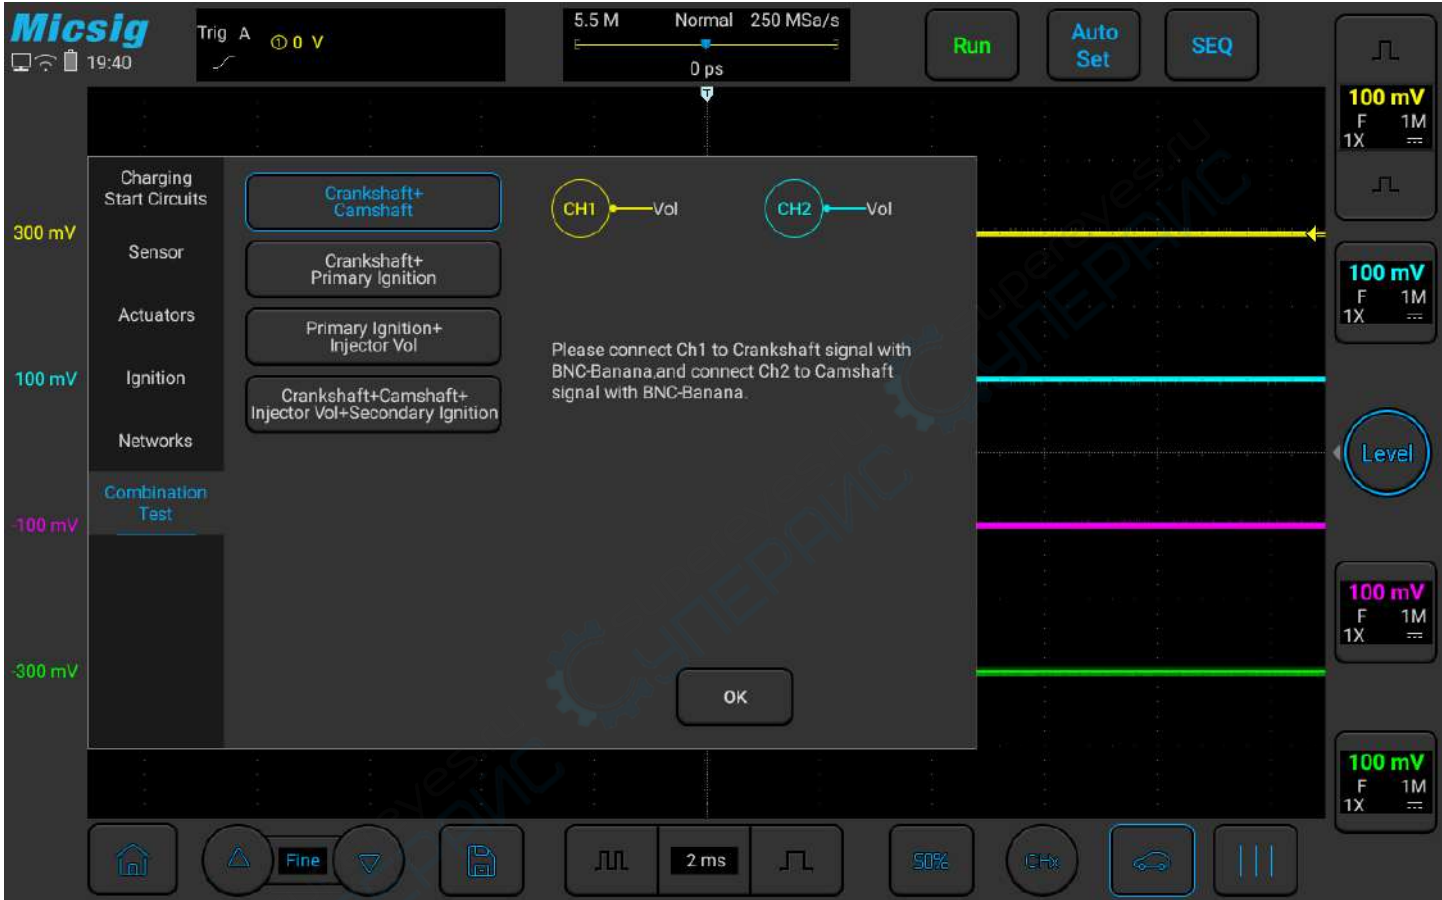 Micsig
19:40
Trig A ① 0 V
5.5 M Normal 250 MSa/s
0 ps
T
Run
Auto
Set
SEQ
100 mV
F 1M
1X
300 mV
100 mV
-100 mV
-300 mV
Charging
Start Circuits
Sensor
Actuators
Ignition
Networks
Combination
Test
Crankshaft+
Camshaft
Crankshaft+
Primary Ignition
Primary Ignition+
Injector Vol
Crankshaft+Camshaft+
Injector Vol+Secondary Ignition
CH1 Vol
CH2 Vol
Please connect Ch1 to Crankshaft signal with
BNC-Banana,and connect Ch2 to Camshaft
signal with BNC-Banana.
OK
100 mV
F 1M
1X
Level
100 mV
F 1M
1X
100 mV
F 1M
1X
Fine
2 ms
50%
CHx
supereyes.ru
СУПЕРАЙС